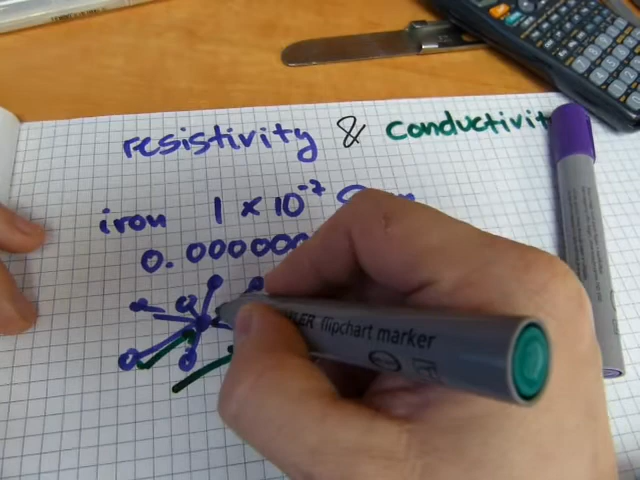 resistivity & conductivit
iron 1 × 10⁻⁷
0.000000
flipchart marker